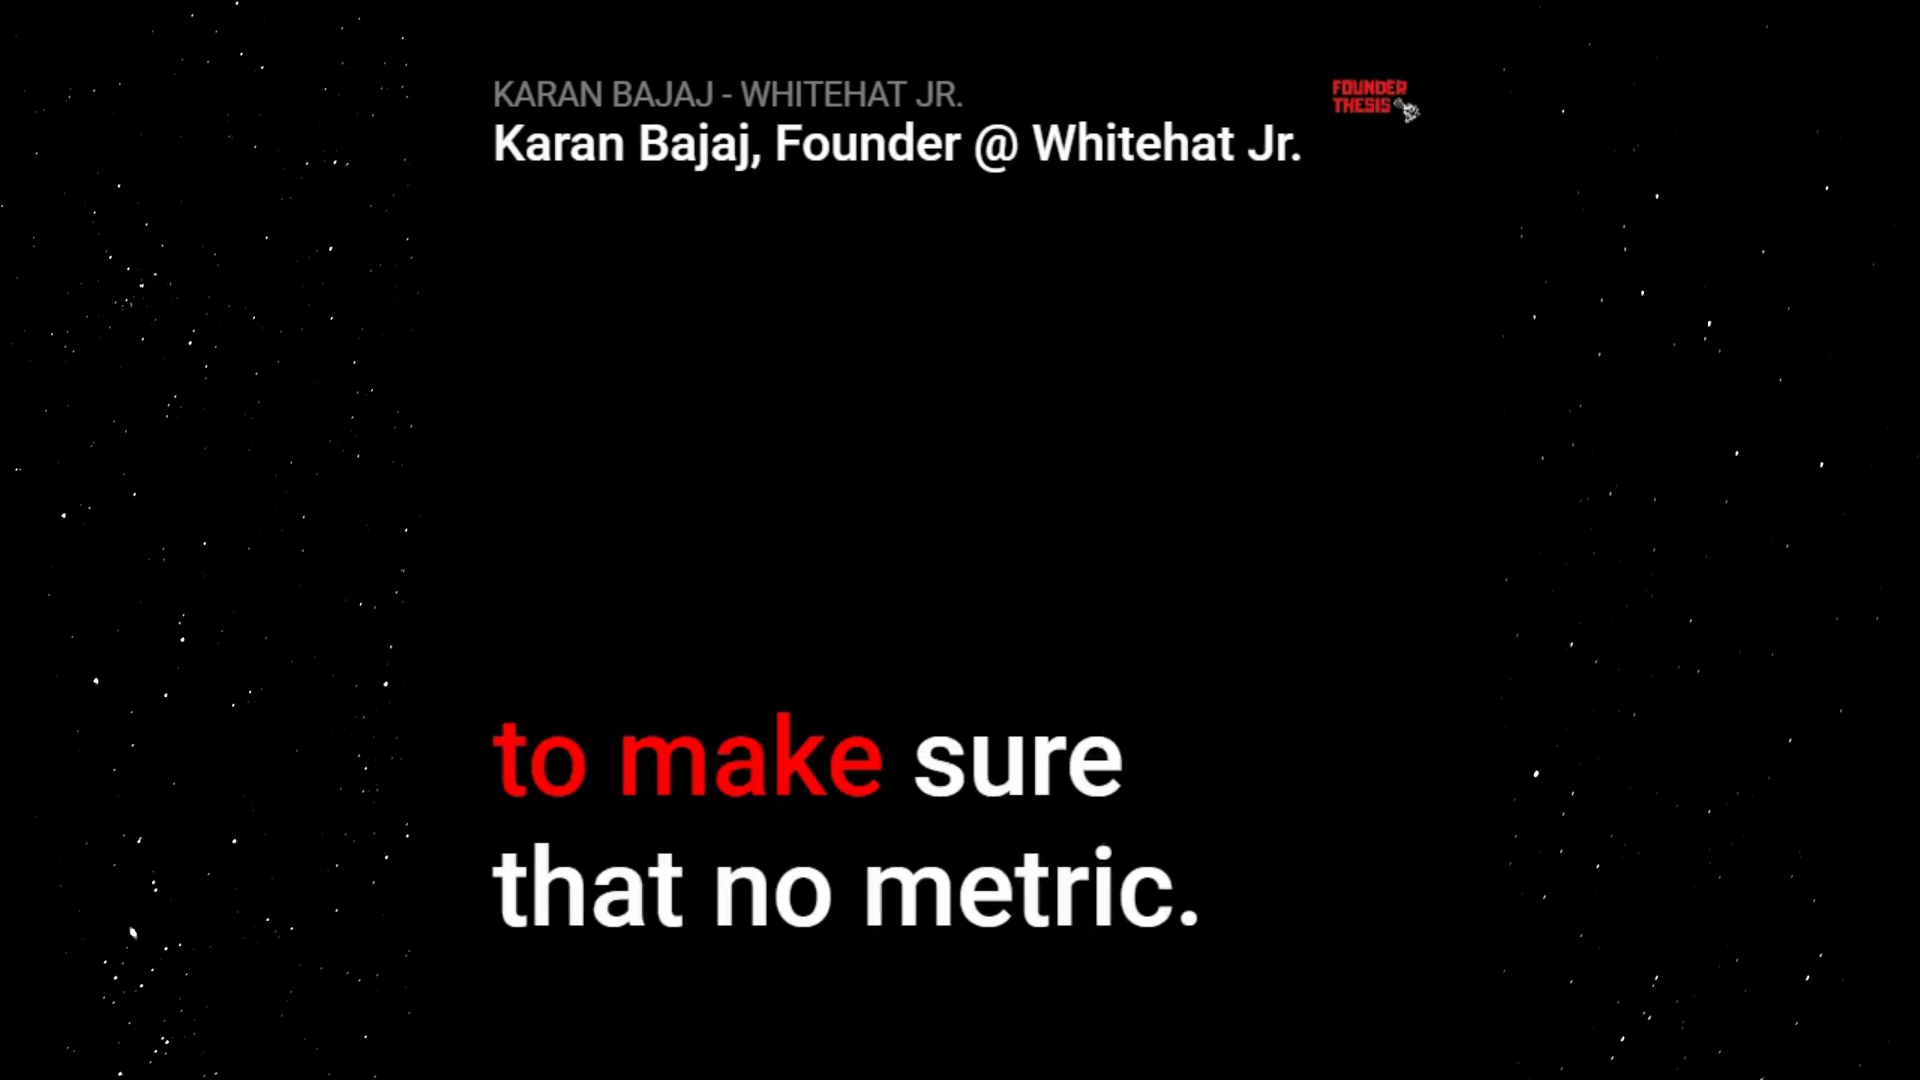 KARAN BAJAJ - WHITEHAT JR.
Karan Bajaj, Founder @ Whitehat Jr.
FOUNDER
THESIS
to make sure
that no metric.